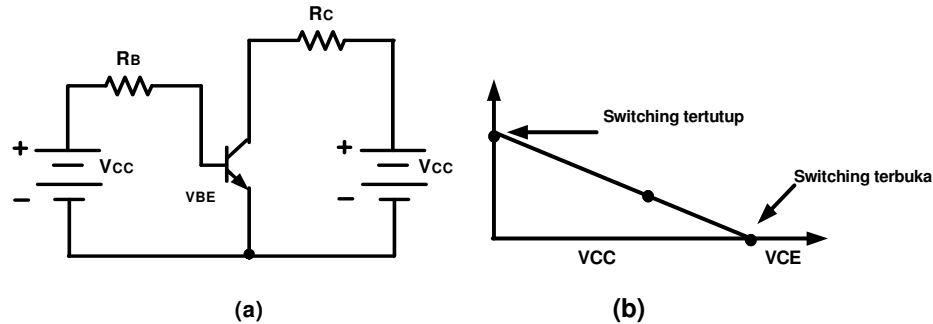 RC
RB
+
VCC
−
VBE
+
VCC
−
(a)
Switching tertutup
Switching terbuka
VCC
VCE
(b)